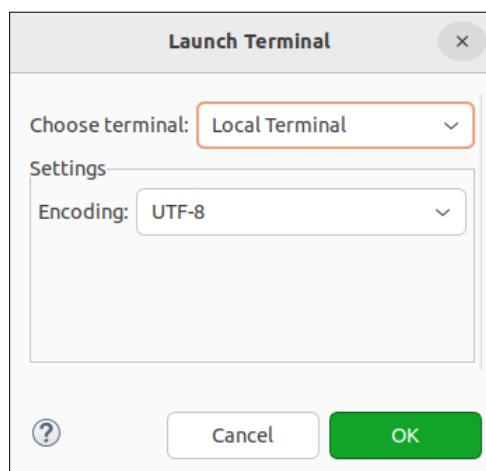 Launch Terminal
Choose terminal: Local Terminal
Settings
Encoding: UTF-8
?
Cancel OK